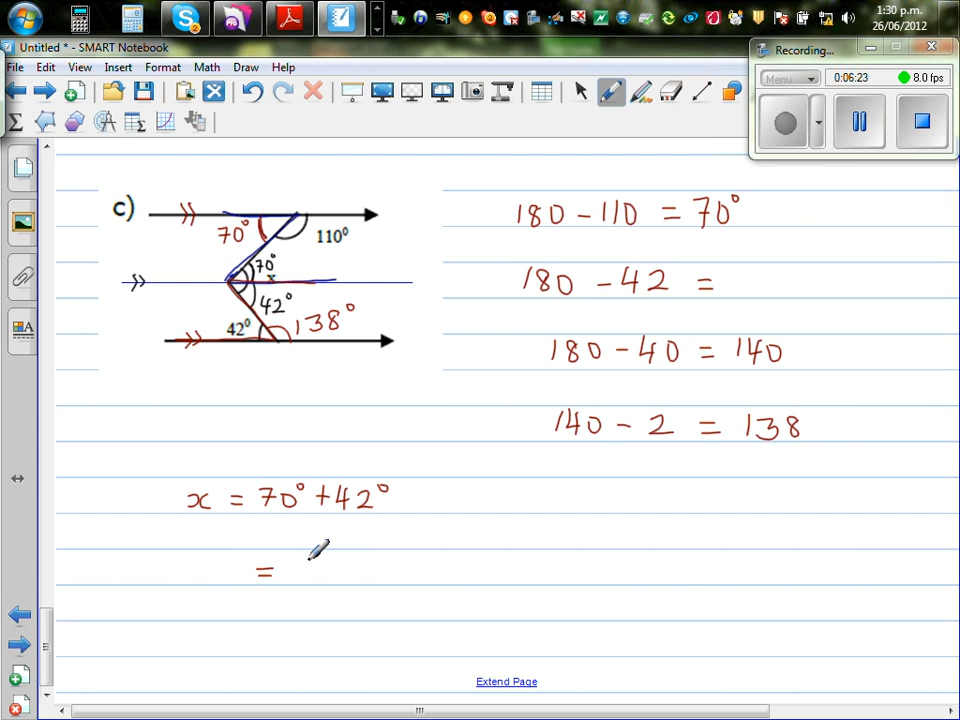 1:30 p.m.
26/06/2012
Untitled * - SMART Notebook
Recording...
File Edit View Insert Format Math Draw Help
Menu 0:06:23 8.0 fps
c)
70°
110°
70°
x
42°
42°
138°
180 - 110 = 70°
180 - 42 =
180 - 40 = 140
140 - 2 = 138
x = 70° + 42°
=
Extend Page